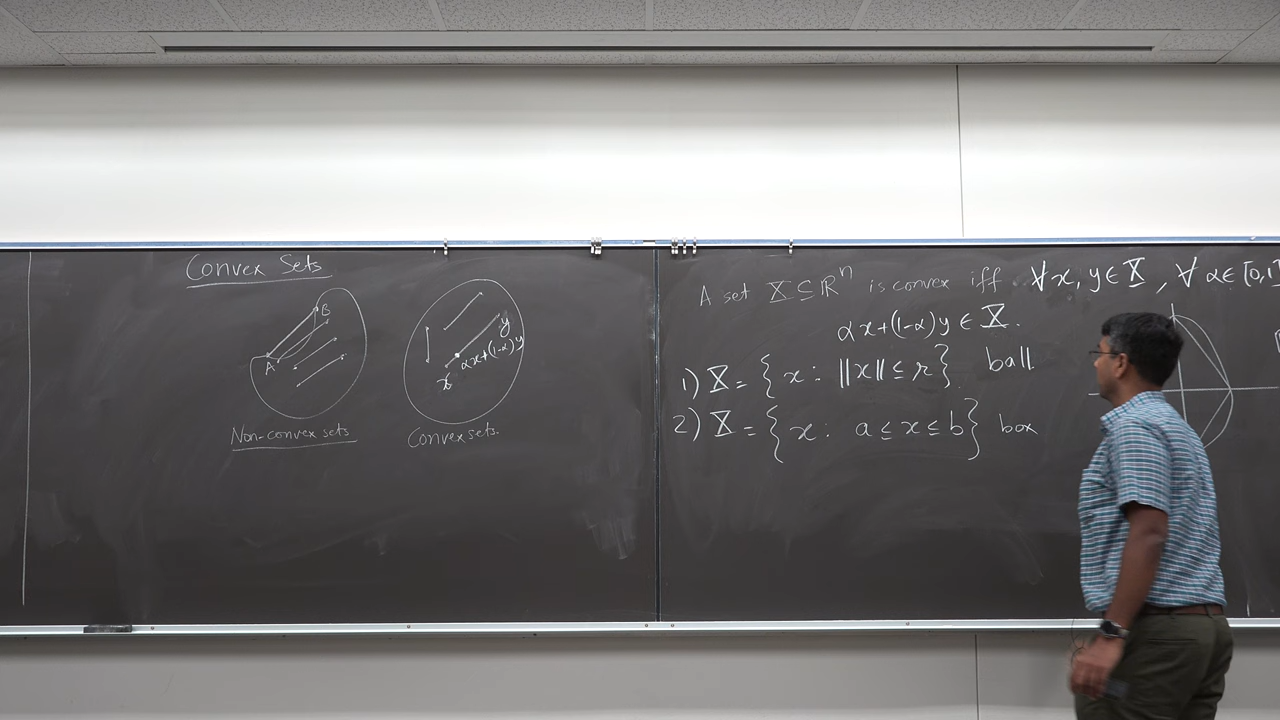 Convex Sets
B
A
y
αx+(1-α)y
x
Non-convex sets
Convex sets.
A set X ⊆ ℝⁿ is convex iff ∀x, y ∈ X, ∀ α ∈ [0,1]
αx+(1-α)y ∈ X.
1) X = { x : ||x|| ≤ r }. ball.
2) X = { x : a ≤ x ≤ b } box